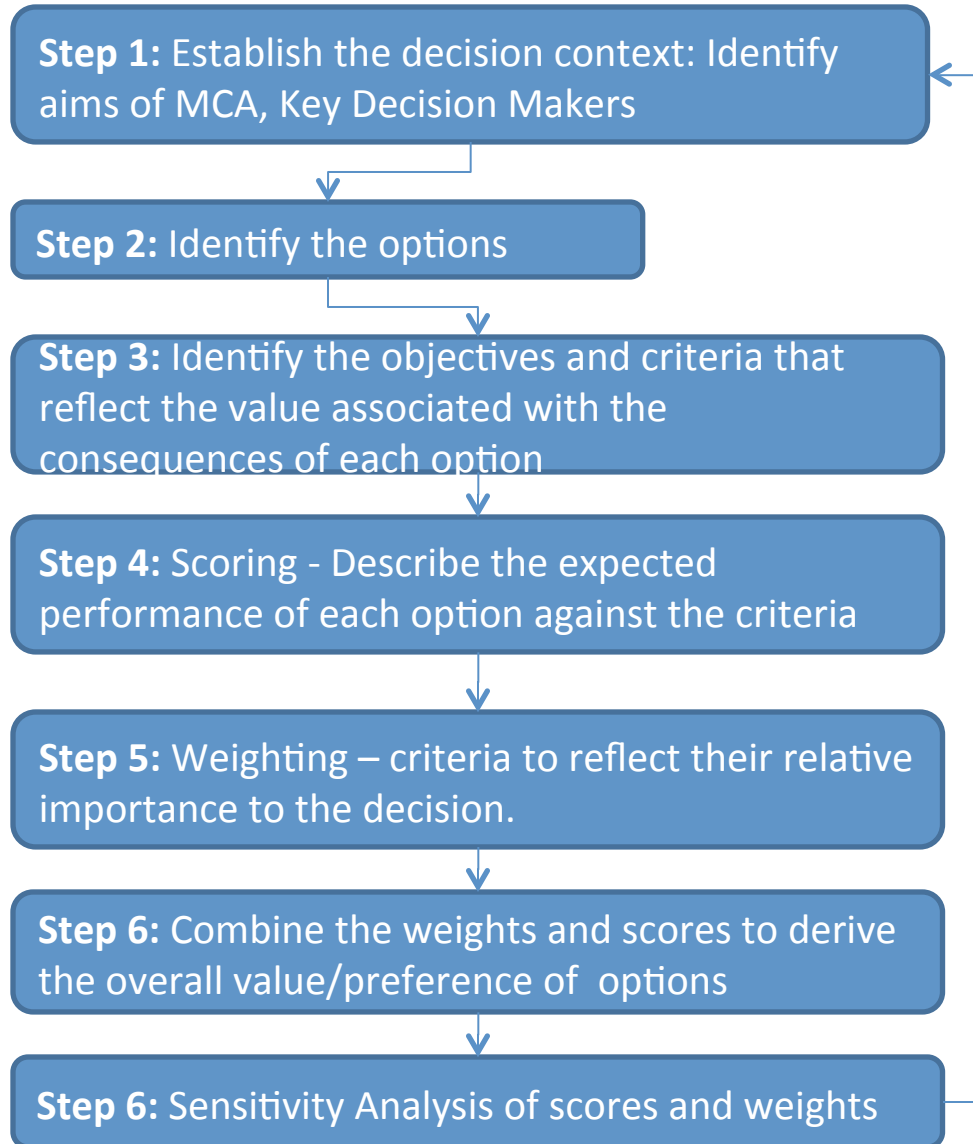 Step 1: Establish the decision context: Identify
aims of MCA, Key Decision Makers
Step 2: Identify the options
Step 3: Identify the objectives and criteria that
reflect the value associated with the
consequences of each option
Step 4: Scoring - Describe the expected
performance of each option against the criteria
Step 5: Weighting – criteria to reflect their relative
importance to the decision.
Step 6: Combine the weights and scores to derive
the overall value/preference of  options
Step 6: Sensitivity Analysis of scores and weights